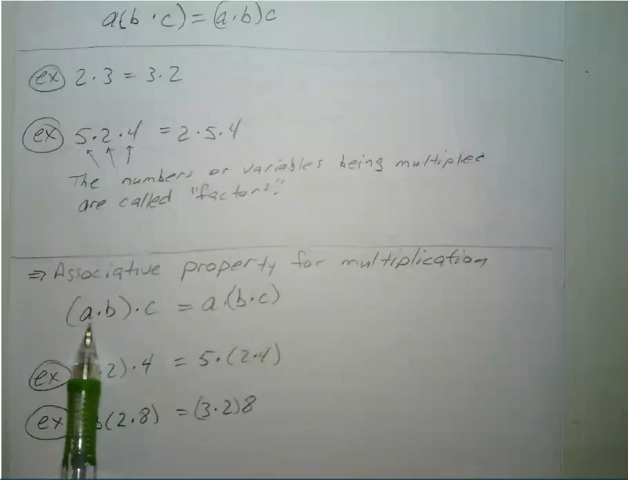 a(b · c) = (a · b)c
ex 2 · 3 = 3 · 2
ex 5 · 2 · 4 = 2 · 5 · 4
The numbers or variables being multiplied
are called "factors."
⇒ Associative property for multiplication
(a · b) · c = a · (b · c)
ex 2) · 4 = 5 · (2 · 4)
ex (2 · 8) = (3 · 2)8